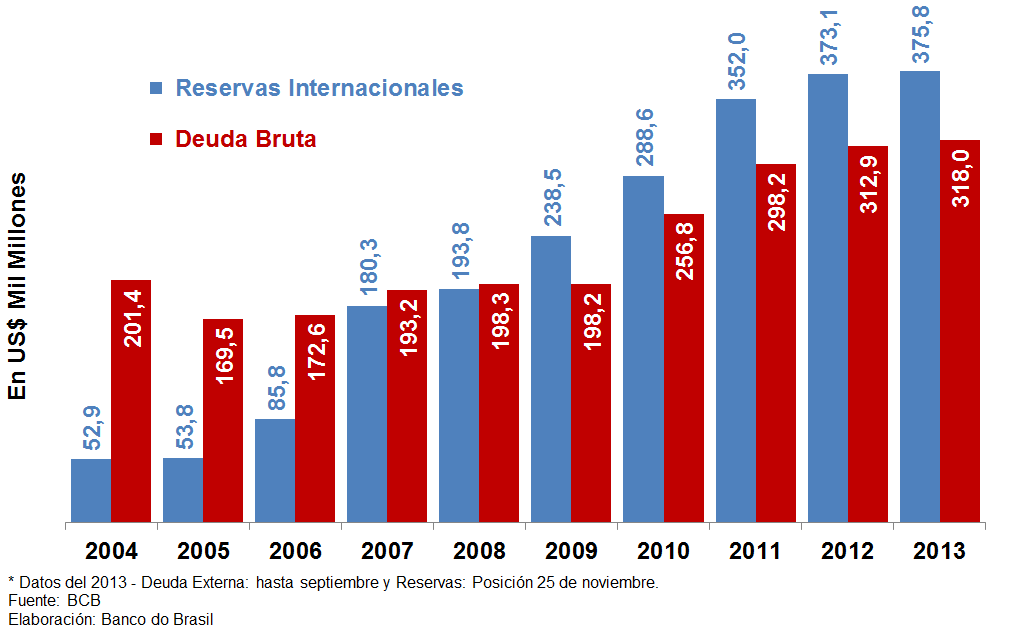 Reservas Internacionales
Deuda Bruta
En US$ Mil Millones
52,9
201,4
53,8
169,5
85,8
172,6
180,3
193,2
193,8
198,3
238,5
198,2
288,6
256,8
352,0
298,2
373,1
312,9
375,8
318,0
2004 2005 2006 2007 2008 2009 2010 2011 2012 2013
* Datos del 2013 - Deuda Externa: hasta septiembre y Reservas: Posición 25 de noviembre.
Fuente: BCB
Elaboración: Banco do Brasil